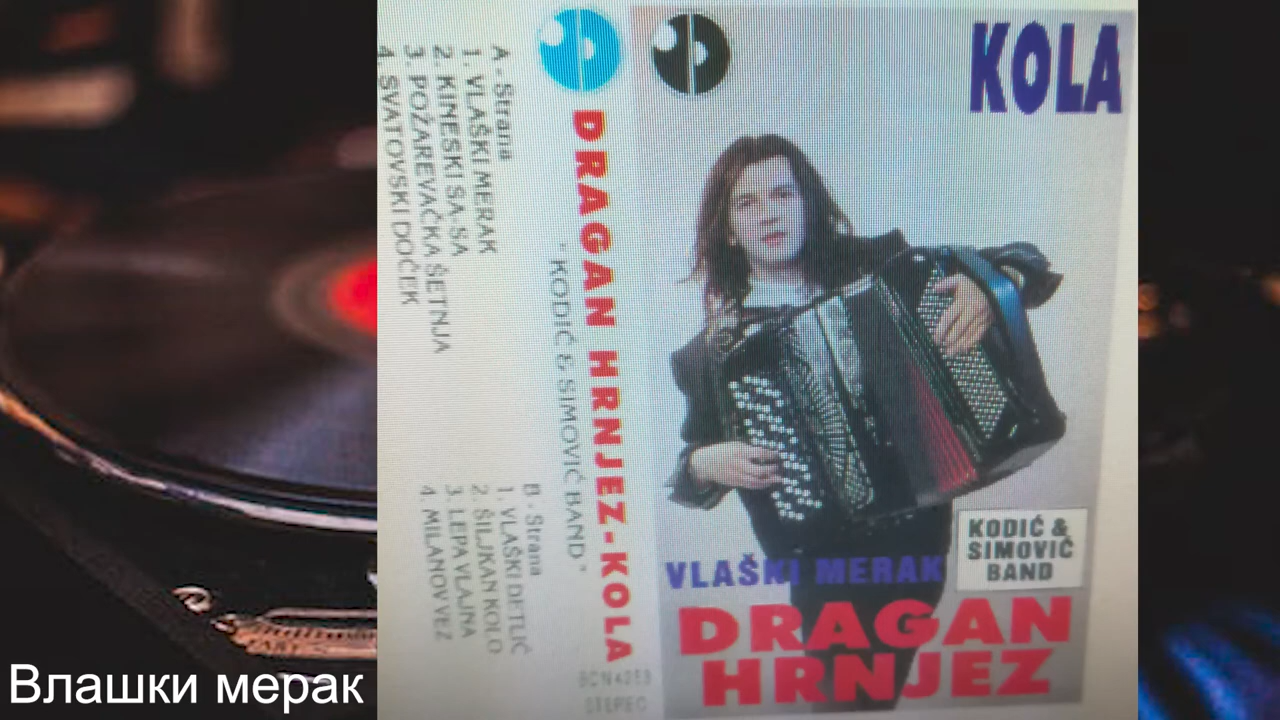 KOLA
VLAŠKI MERAK
KODIĆ &
SIMOVIĆ
BAND
DRAGAN
HRNJEZ
DRAGAN HRNJEZ-KOLA
"KODIĆ & SIMOVIĆ BAND"
A - Strana
1. VLAŠKI MERAK
2. KINESKI SA-SA
3. POŽAREVAČKA ŠETNJA
4. SVATOVSKI DOČEK
B - Strana
1. VLAŠKI DETLIĆ
2. ŠILJKAN KOLO
3. LEPA VLAJNA
4. MILANOV VEZ
STEPEC
Влашки мерак